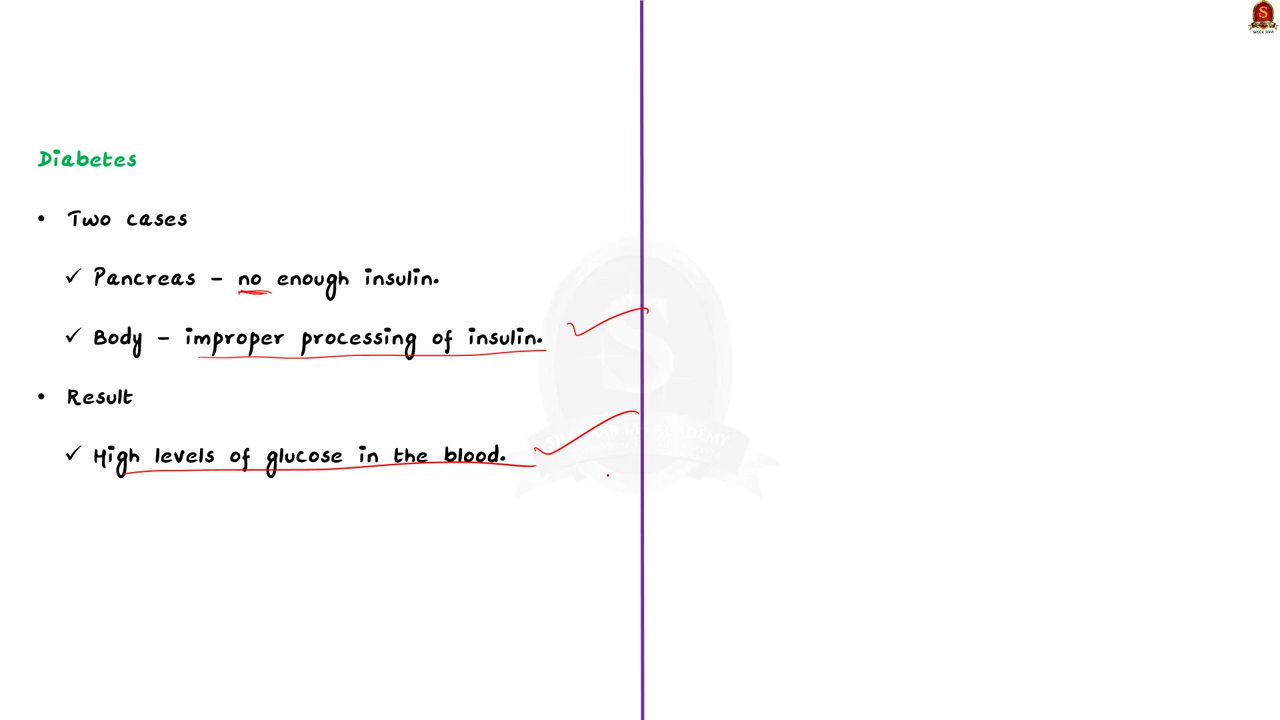 Diabetes
• Two cases
✓ Pancreas – no enough insulin.
✓ Body – improper processing of insulin.
• Result
✓ High levels of glucose in the blood.
S